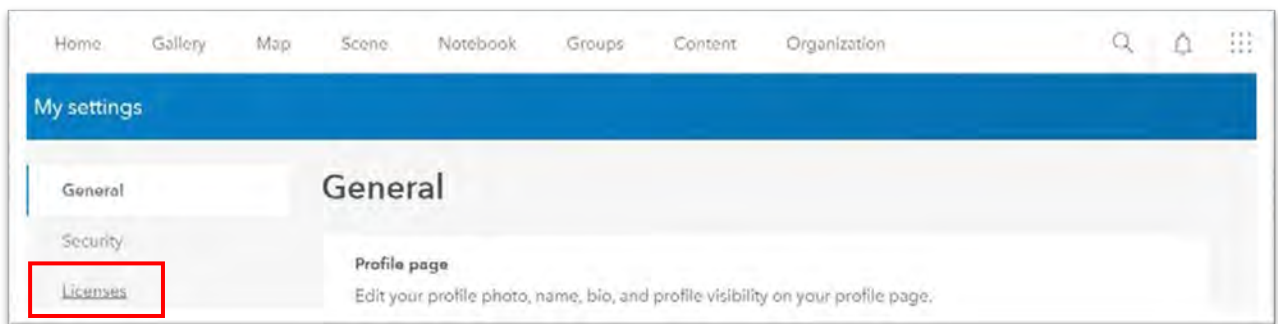 Home Gallery Map Scene Notebook Groups Content Organization
My settings
General
Security
Licenses
General
Profile page
Edit your profile photo, name, bio, and profile visibility on your profile page.